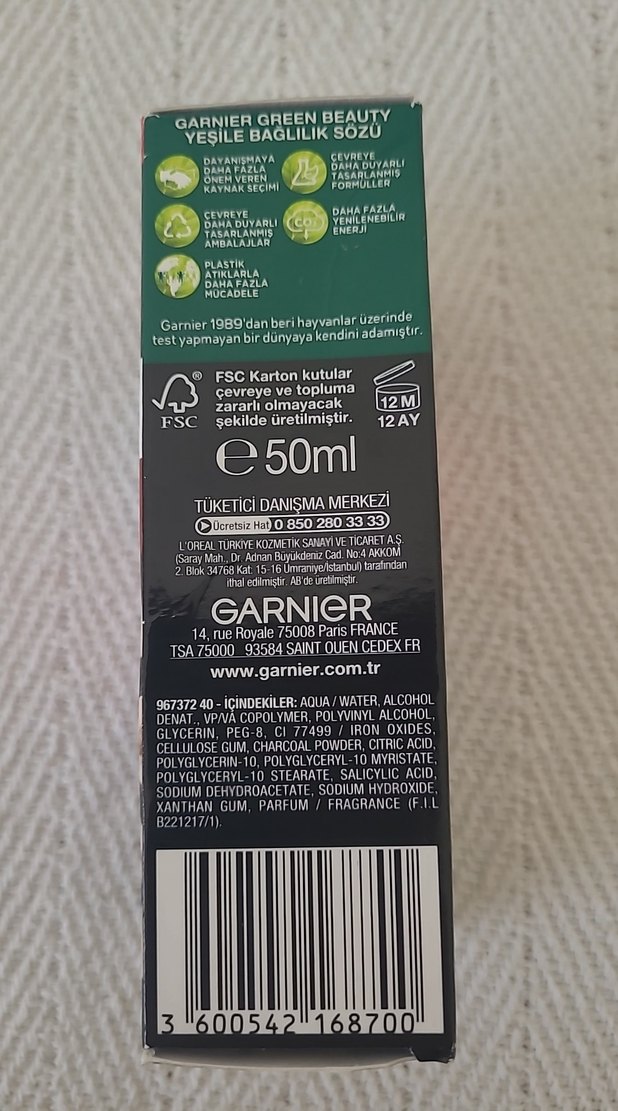 GARNIER GREEN BEAUTY
YEŞİLE BAĞLILIK SÖZÜ
DAYANIŞMAYA
DAHA FAZLA
ÖNEM VEREN
KAYNAK SEÇİMİ
ÇEVREYE
DAHA DUYARLI
TASARLANMIŞ
FORMÜLLER
ÇEVREYE
DAHA DUYARLI
TASARLANMIŞ
AMBALAJLAR
CO₂
DAHA FAZLA
YENİLENEBİLİR
ENERJİ
PLASTİK
ATIKLARLA
DAHA FAZLA
MÜCADELE
Garnier 1989'dan beri hayvanlar üzerinde
test yapmayan bir dünyaya kendini adamıştır.
® FSC
FSC Karton kutular
çevreye ve topluma
zararlı olmayacak
şekilde üretilmiştir.
12 M
12 AY
℮ 50ml
TÜKETİCİ DANIŞMA MERKEZİ
Ücretsiz Hat 0 850 280 33 33
L'OREAL TÜRKİYE KOZMETİK SANAYİ VE TİCARET A.Ş.
(Saray Mah., Dr. Adnan Büyükdeniz Cad. No:4 AKKOM
2. Blok 34768 Kat: 15-16 Ümraniye/İstanbul) tarafından
ithal edilmiştir. AB'de üretilmiştir.
GARNIER
14, rue Royale 75008 Paris FRANCE
TSA 75000 93584 SAINT OUEN CEDEX FR
www.garnier.com.tr
967372 40 - İÇİNDEKİLER: AQUA / WATER, ALCOHOL
DENAT., VP/VA COPOLYMER, POLYVINYL ALCOHOL,
GLYCERIN, PEG-8, CI 77499 / IRON OXIDES,
CELLULOSE GUM, CHARCOAL POWDER, CITRIC ACID,
POLYGLYCERIN-10, POLYGLYCERYL-10 MYRISTATE,
POLYGLYCERYL-10 STEARATE, SALICYLIC ACID,
SODIUM DEHYDROACETATE, SODIUM HYDROXIDE,
XANTHAN GUM, PARFUM / FRAGRANCE (F.I.L
B221217/1).
3 600542 168700